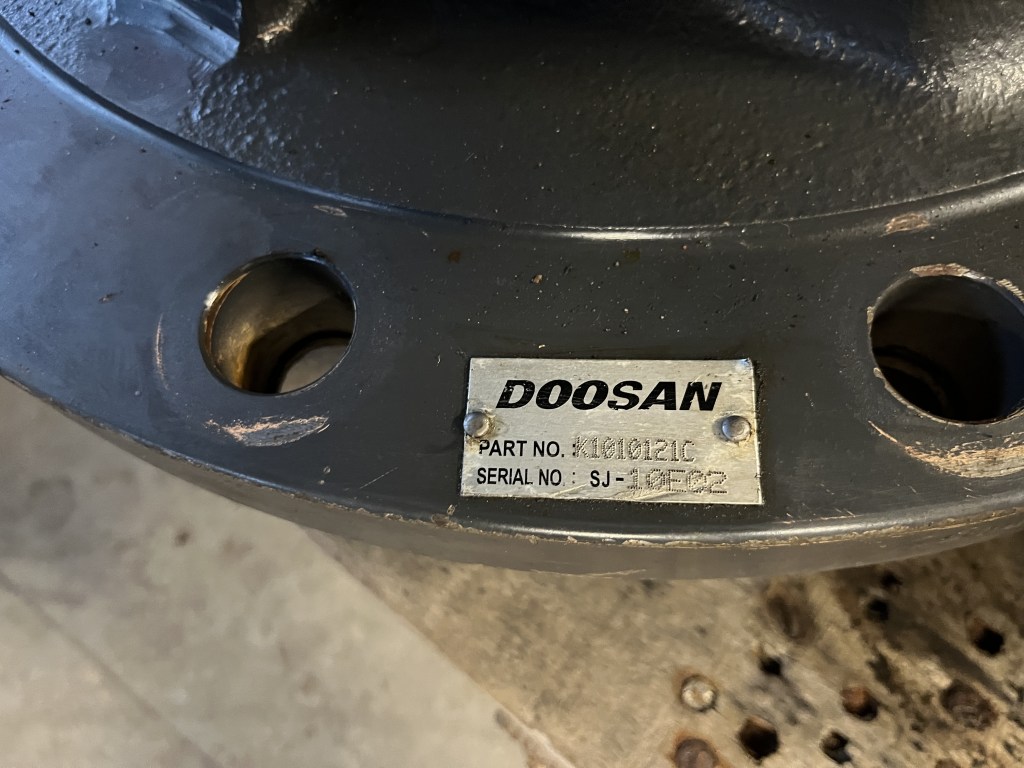 DOOSAN
PART NO. :K1010121C
SERIAL NO. : SJ-10E02